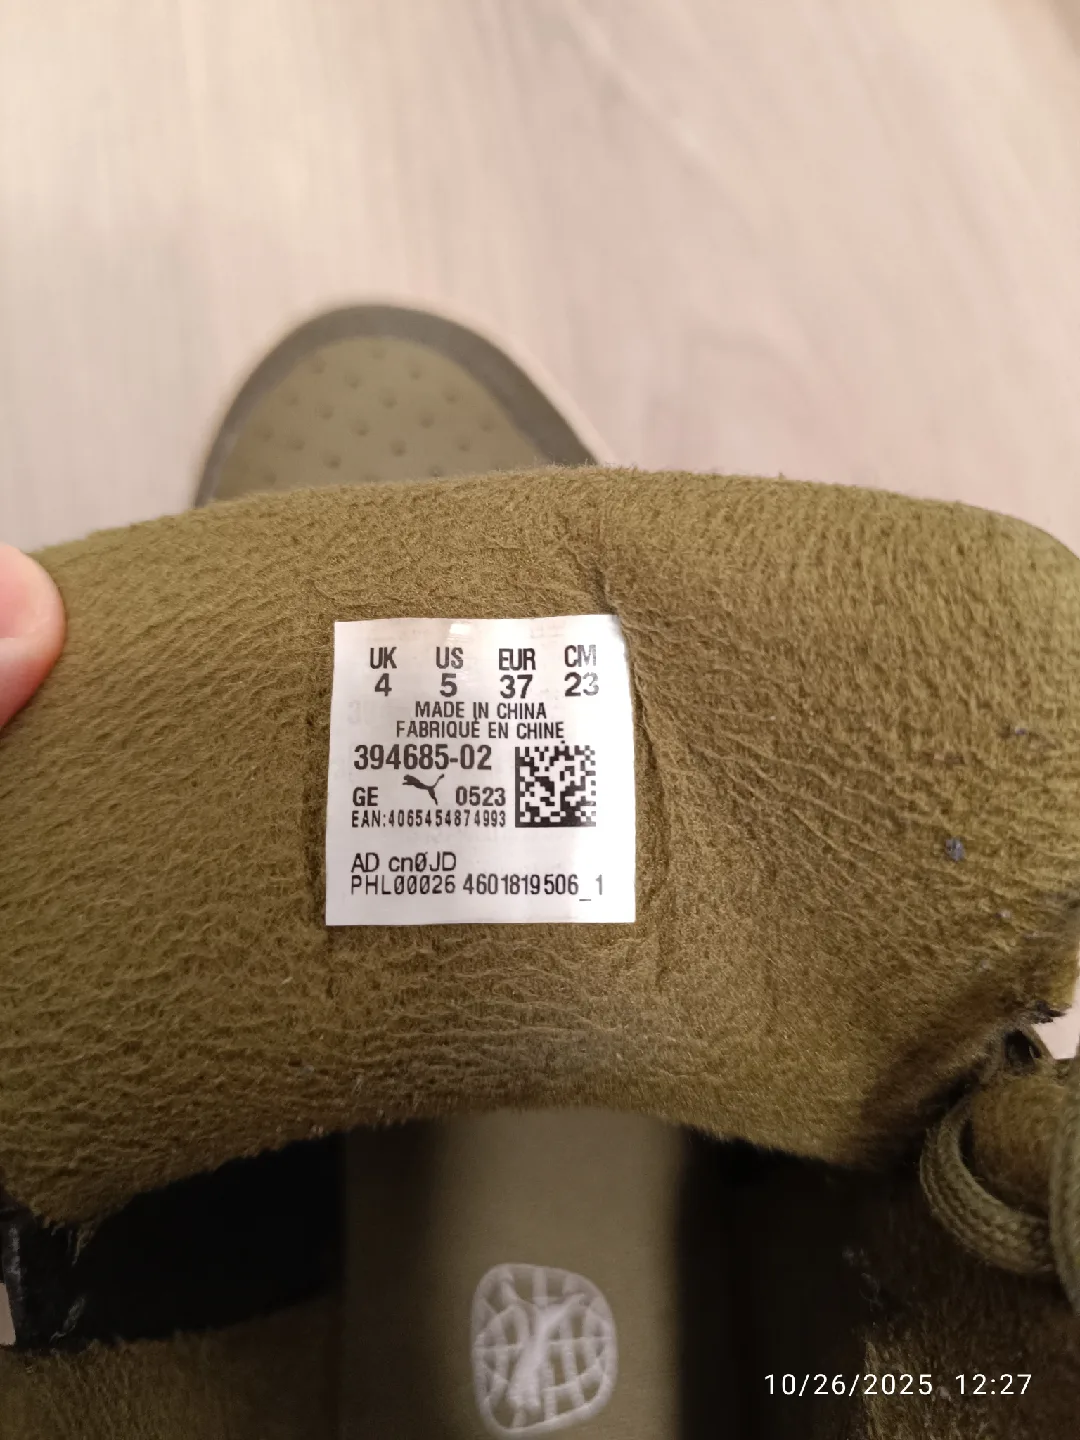 UK US EUR CM
4 5 37 23
MADE IN CHINA
FABRIQUÉ EN CHINE
394685-02
GE 0523
EAN:4065454874993
AD cn0JD
PHL00026 4601819506_1
10/26/2025 12:27